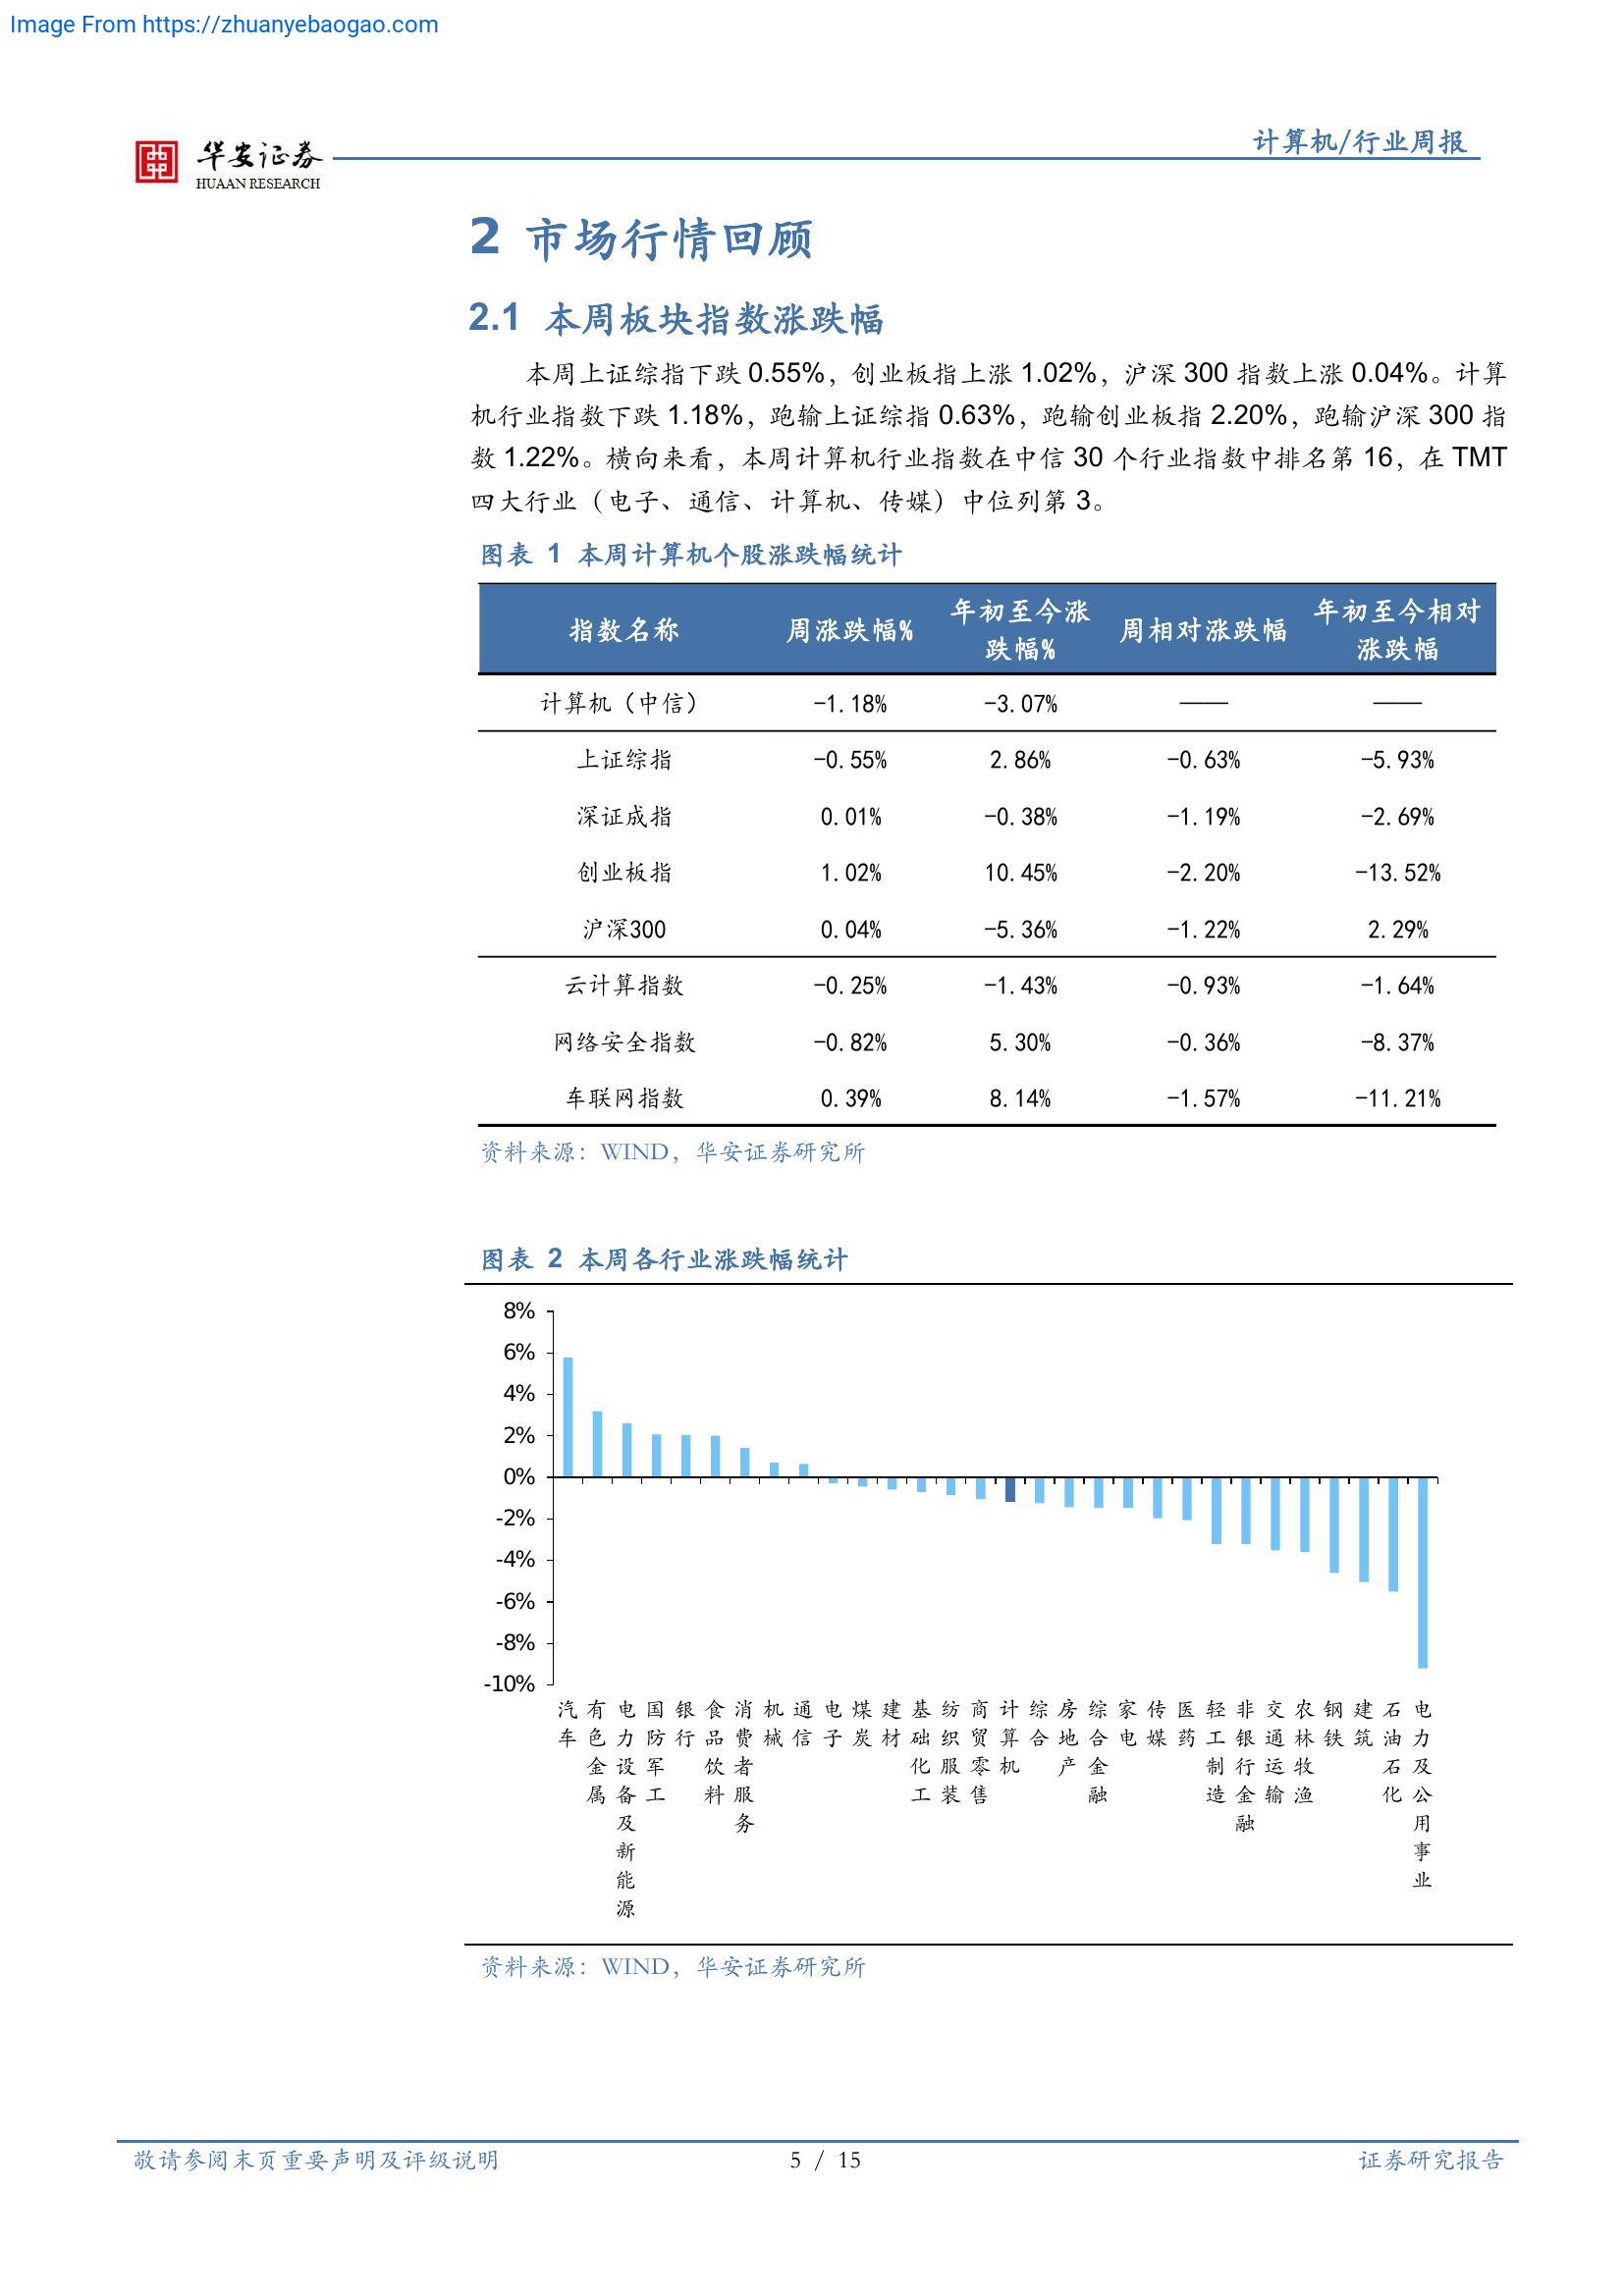 Image From https://zhuanyebaogao.com
华安证券
HUAAN RESEARCH
计算机/行业周报
2 市场行情回顾
2.1 本周板块指数涨跌幅
本周上证综指下跌 0.55%，创业板指上涨 1.02%，沪深 300 指数上涨 0.04%。计算
机行业指数下跌 1.18%，跑输上证综指 0.63%，跑输创业板指 2.20%，跑输沪深 300 指
数 1.22%。横向来看，本周计算机行业指数在中信 30 个行业指数中排名第 16，在 TMT
四大行业（电子、通信、计算机、传媒）中位列第 3。
图表 1 本周计算机个股涨跌幅统计
指数名称 周涨跌幅% 年初至今涨跌幅% 周相对涨跌幅 年初至今相对涨跌幅
计算机（中信） -1.18% -3.07% —— ——
上证综指 -0.55% 2.86% -0.63% -5.93%
深证成指 0.01% -0.38% -1.19% -2.69%
创业板指 1.02% 10.45% -2.20% -13.52%
沪深300 0.04% -5.36% -1.22% 2.29%
云计算指数 -0.25% -1.43% -0.93% -1.64%
网络安全指数 -0.82% 5.30% -0.36% -8.37%
车联网指数 0.39% 8.14% -1.57% -11.21%
资料来源：WIND，华安证券研究所
图表 2 本周各行业涨跌幅统计
8%
6%
4%
2%
0%
-2%
-4%
-6%
-8%
-10%
汽车
有色金属
电力设备及新能源
国防军工
银行
食品饮料
消费者服务
机械
通信
电子
煤炭
建材
基础化工
纺织服装
商贸零售
计算机
综合
房地产
综合金融
家电
传媒
医药
轻工制造
非银行金融
交通运输
农林牧渔
钢铁
建筑
石油石化
电力及公用事业
资料来源：WIND，华安证券研究所
敬请参阅末页重要声明及评级说明
5 / 15
证券研究报告